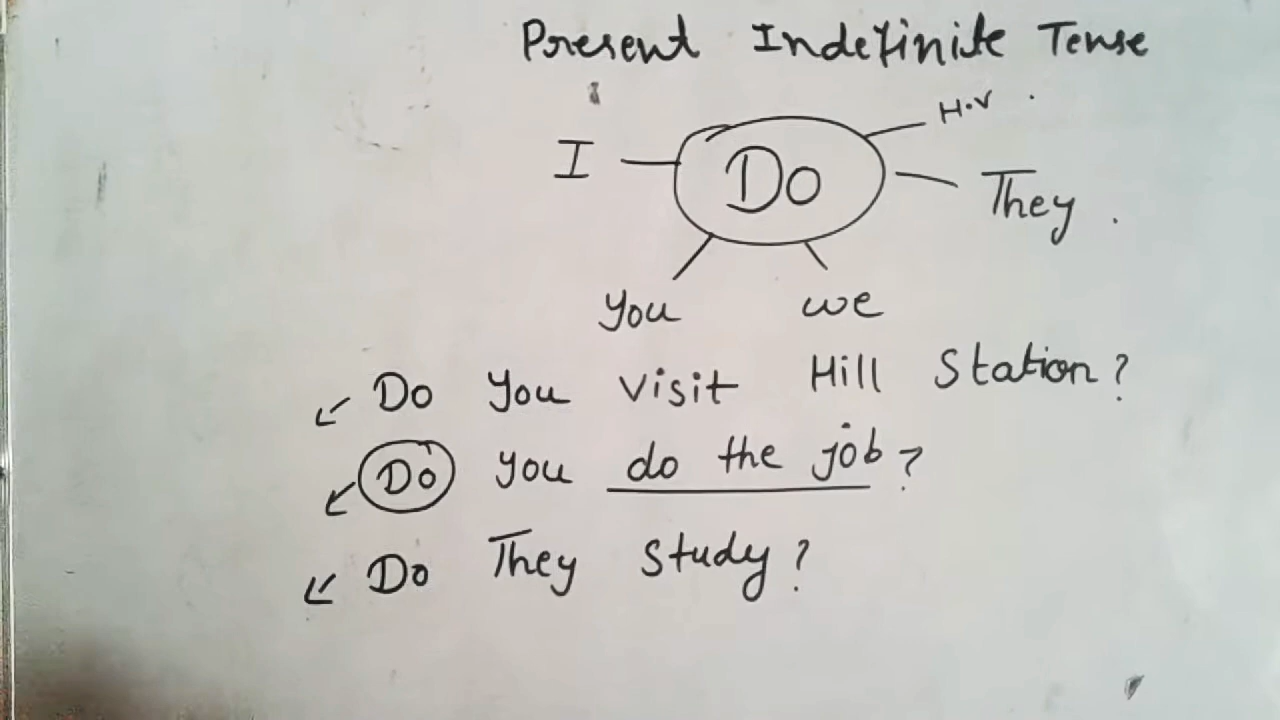 Present Indefinite Tense
H.V.
I Do They.
You we
Do you visit Hill Station?
Do you do the job?
Do They study?